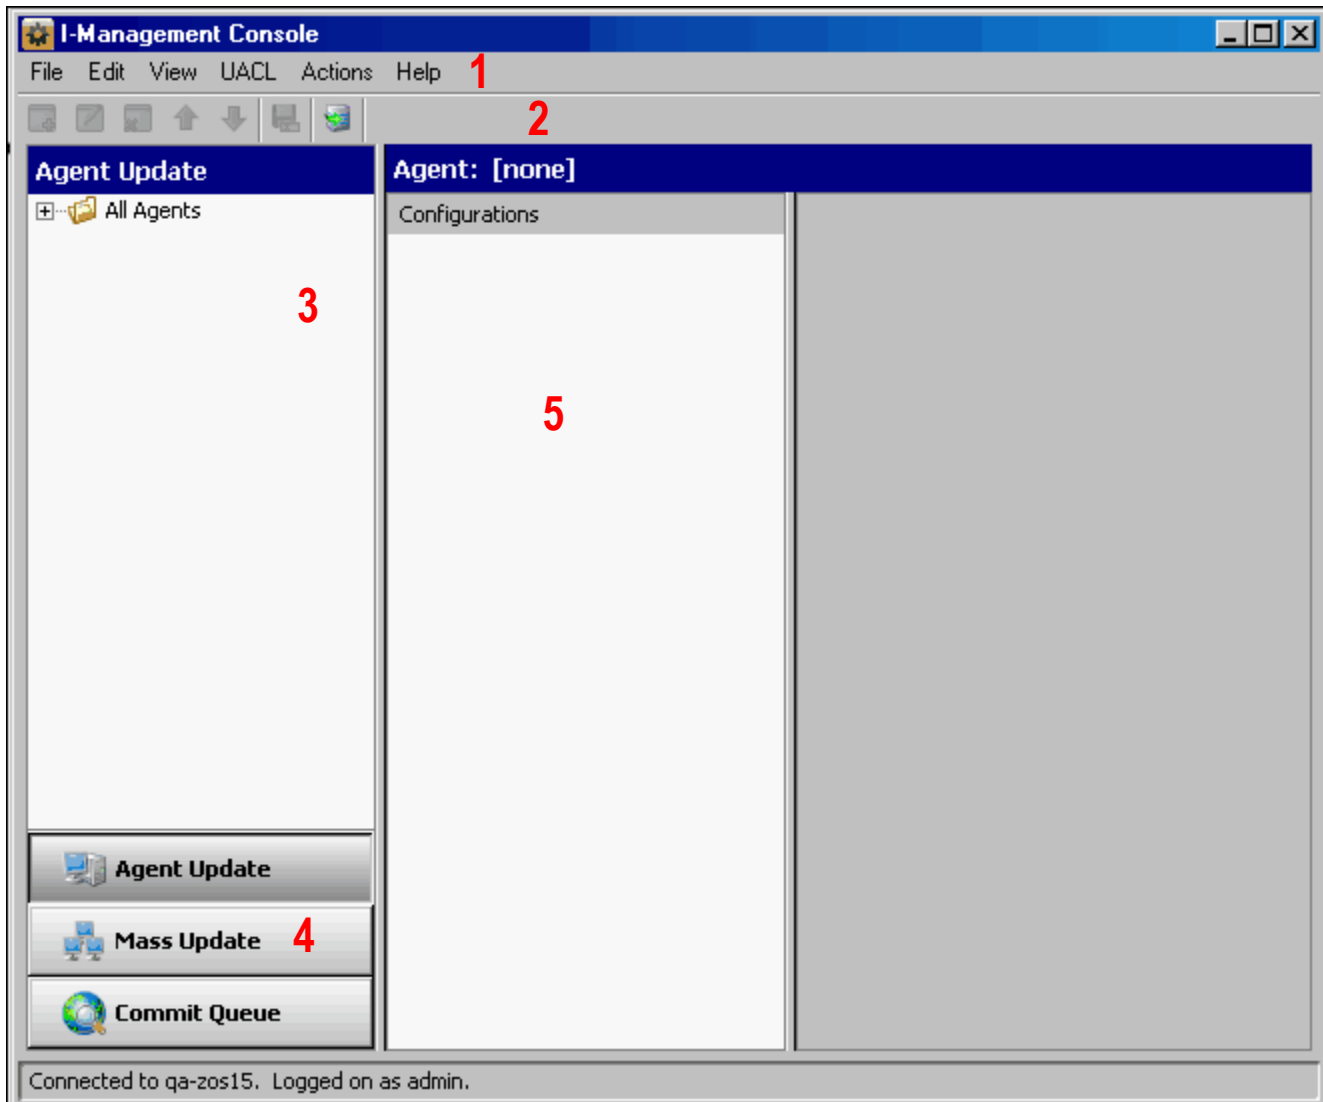 I-Management Console
File Edit View UACL Actions Help 1
2
Agent Update
Agent: [none]
All Agents
Configurations
3
5
Agent Update
Mass Update 4
Commit Queue
Connected to qa-zos15. Logged on as admin.